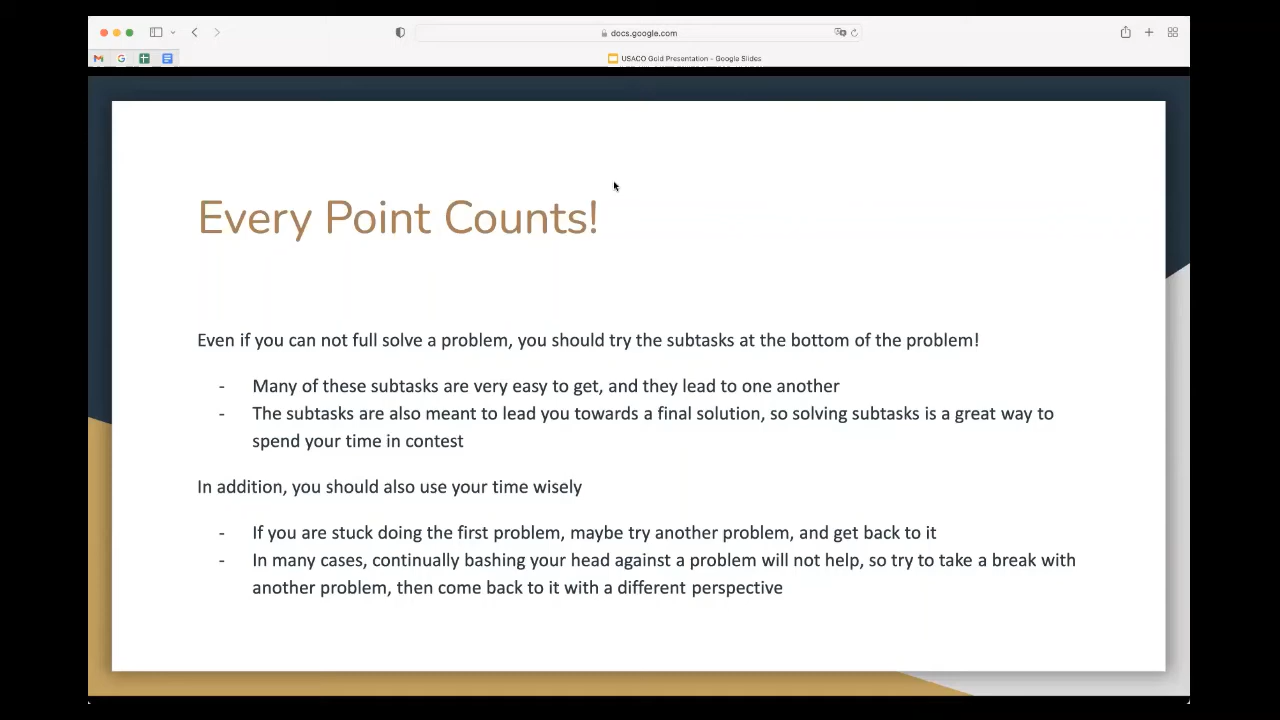 docs.google.com
USACO Gold Presentation - Google Slides
Every Point Counts!
Even if you can not full solve a problem, you should try the subtasks at the bottom of the problem!
- Many of these subtasks are very easy to get, and they lead to one another
- The subtasks are also meant to lead you towards a final solution, so solving subtasks is a great way to
spend your time in contest
In addition, you should also use your time wisely
- If you are stuck doing the first problem, maybe try another problem, and get back to it
- In many cases, continually bashing your head against a problem will not help, so try to take a break with
another problem, then come back to it with a different perspective